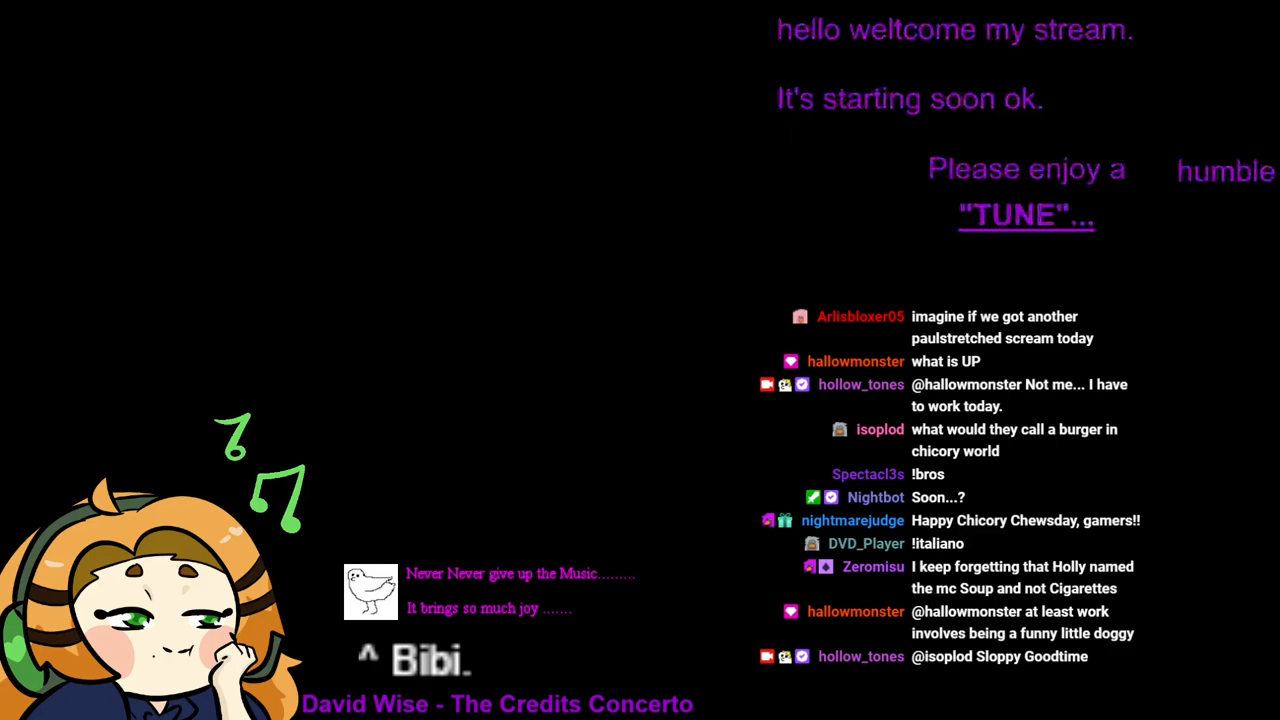 hello weltcome my stream.
It's starting soon ok.
Please enjoy a humble
"TUNE"...
Arlisbloxer05 imagine if we got another
paulstretched scream today
hallowmonster what is UP
hollow_tones @hallowmonster Not me... I have
to work today.
isoplod what would they call a burger in
chicory world
Spectacl3s !bros
Nightbot Soon...?
nightmarejudge Happy Chicory Chewsday, gamers!!
DVD_Player !italiano
Zeromisu I keep forgetting that Holly named
the mc Soup and not Cigarettes
hallowmonster @hallowmonster at least work
involves being a funny little doggy
hollow_tones @isoplod Sloppy Goodtime
Never Never give up the Music.........
It brings so much joy .......
^ Bibi.
David Wise - The Credits Concerto